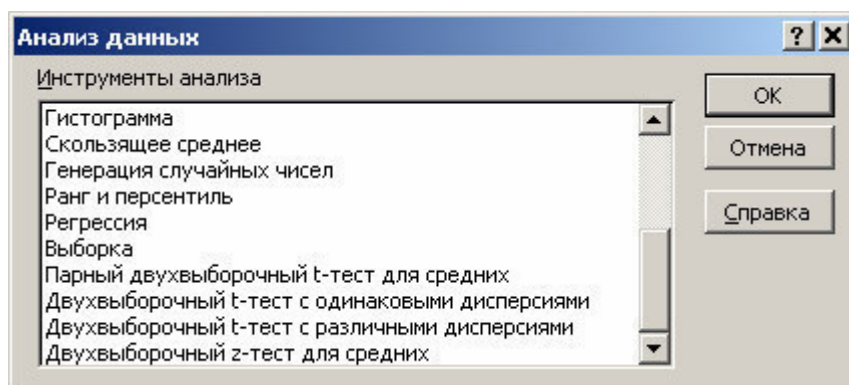 Анализ данных
Инструменты анализа
Гистограмма
Скользящее среднее
Генерация случайных чисел
Ранг и персентиль
Регрессия
Выборка
Парный двухвыборочный t-тест для средних
Двухвыборочный t-тест с одинаковыми дисперсиями
Двухвыборочный t-тест с различными дисперсиями
Двухвыборочный z-тест для средних
OK
Отмена
Справка